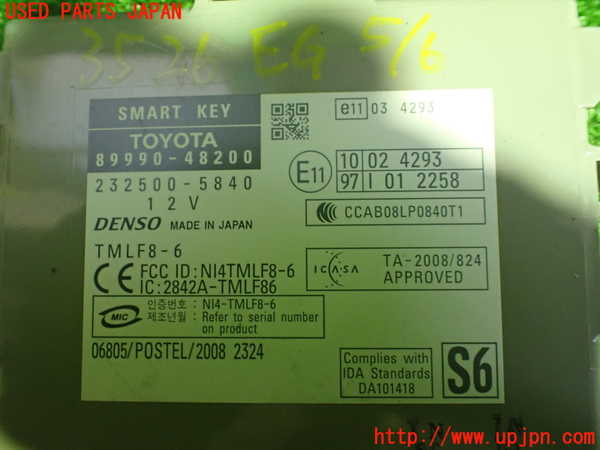 USED PARTS JAPAN
3526 EG 5/6
SMART KEY
TOYOTA
89990-48200
232500-5840
12V
DENSO MADE IN JAPAN
TMLF8-6
CE FCC ID:NI4TMLF8-6
IC:2842A-TMLF86
MIC
인증번호 : NI4-TMLF8-6
제조년월 : Refer to serial number
on product
06805/POSTEL/2008 2324
e11 03 4293
E11
10 02 4293
97 I 01 2258
CCAB08LP0840T1
ICASA
TA-2008/824
APPROVED
Complies with
IDA Standards
DA101418
S6
UPJ www.upjpn.com